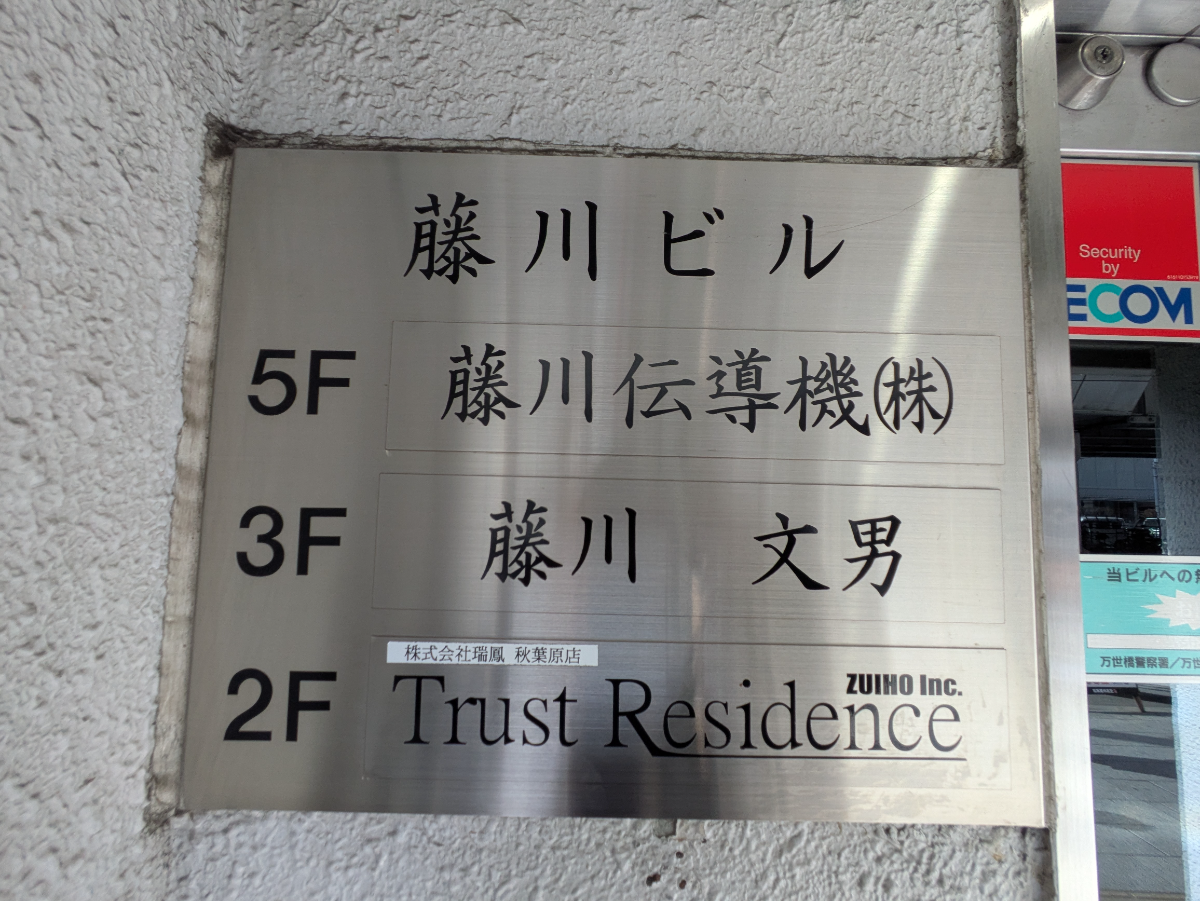 藤川ビル
5F 藤川伝導機㈱
3F 藤川 文男
2F 株式会社瑞鳳 秋葉原店
ZUIHO Inc.
Trust Residence
Security
by
ECOM
当ビルへの
万世橋警察署/万世